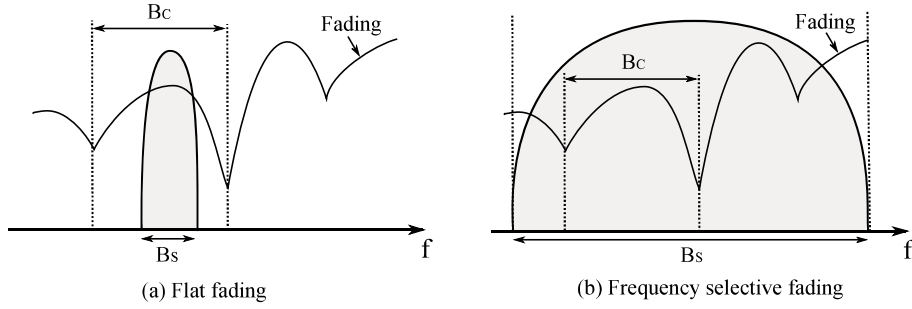 Bc
Fading
f
Bs
(a) Flat fading
Fading
Bc
f
Bs
(b) Frequency selective fading